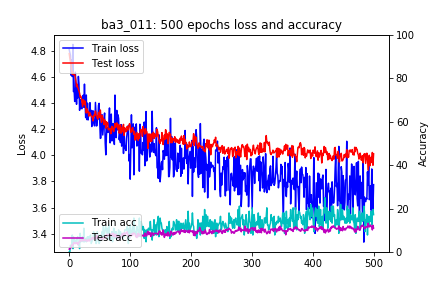 ba3_011: 500 epochs loss and accuracy
Train loss
Test loss
Train acc
Test acc
Loss
Accuracy
4.8
4.6
4.4
4.2
4.0
3.8
3.6
3.4
100
80
60
40
20
0
0 100 200 300 400 500